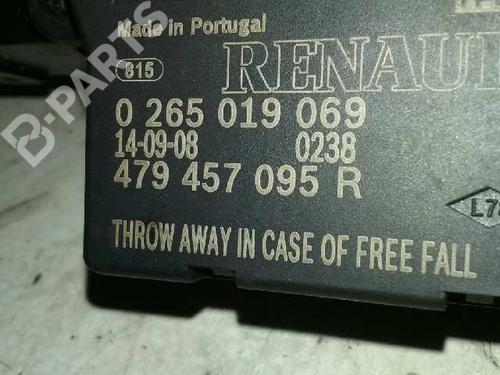 Made in Portugal
815
RENAU
0 265 019 069
14-09-08 0238
479 457 095 R
L7
THROW AWAY IN CASE OF FREE FALL
B-PARTS